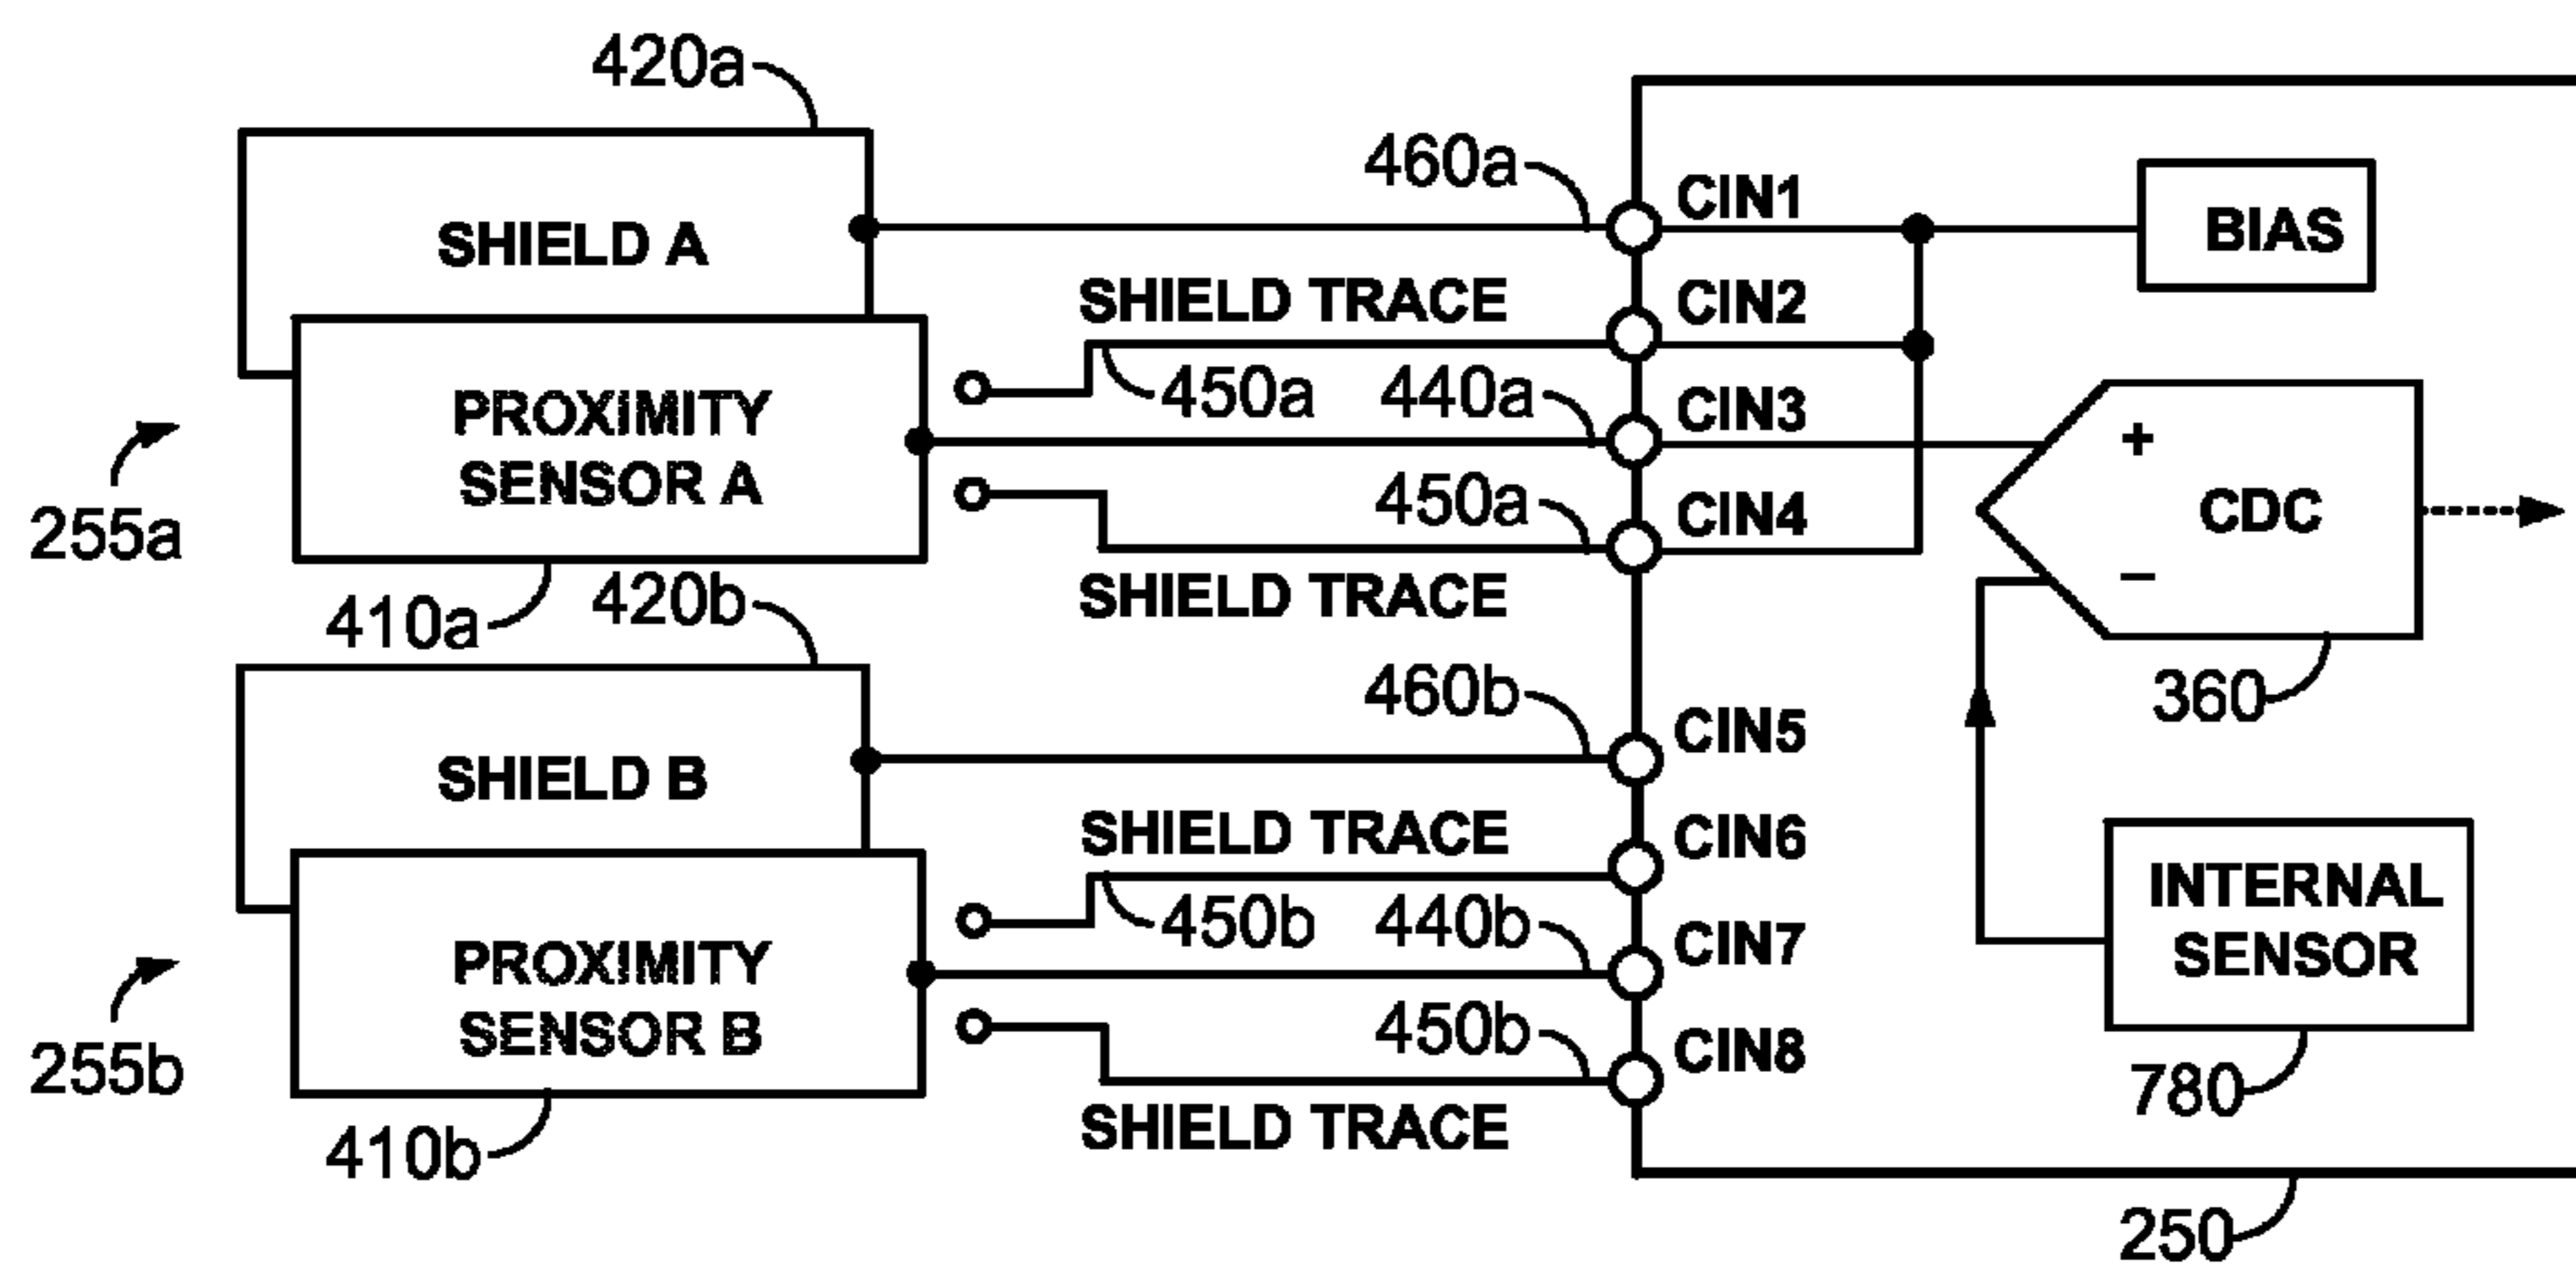 420a
460a
CIN1
BIAS
SHIELD A
SHIELD TRACE
CIN2
PROXIMITY
SENSOR A
450a
440a
CIN3
+
CDC
–
255a
450a
CIN4
SHIELD TRACE
410a
420b
360
460b
CIN5
SHIELD B
SHIELD TRACE
CIN6
INTERNAL
SENSOR
PROXIMITY
SENSOR B
450b
440b
CIN7
255b
450b
CIN8
780
SHIELD TRACE
410b
250